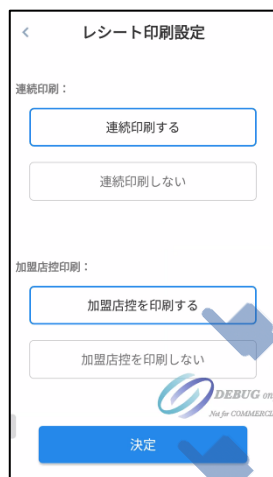 レシート印刷設定
連続印刷：
連続印刷する
連続印刷しない
加盟店控印刷：
加盟店控を印刷する
加盟店控を印刷しない
DEBUG on
Not for COMMERCI
決定